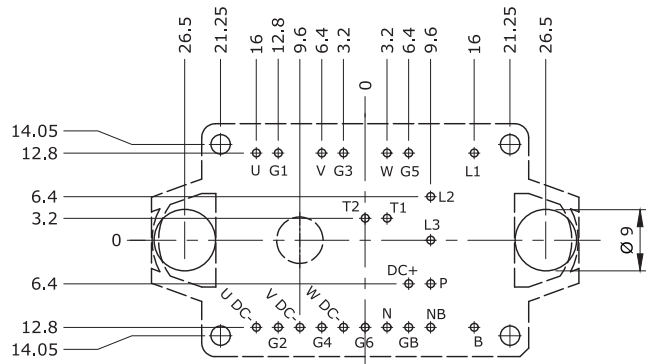 26.5 21.25 16 12.8 9.6 6.4 3.2 0 3.2 6.4 9.6 16 21.25 26.5
14.05
12.8
U G1 V G3 W G5 L1
6.4
L2
3.2
T2 T1
0
L3
Ø 9
DC+
6.4
P
U DC- V DC- W DC-
12.8
N NB
G2 G4 G6 GB B
14.05